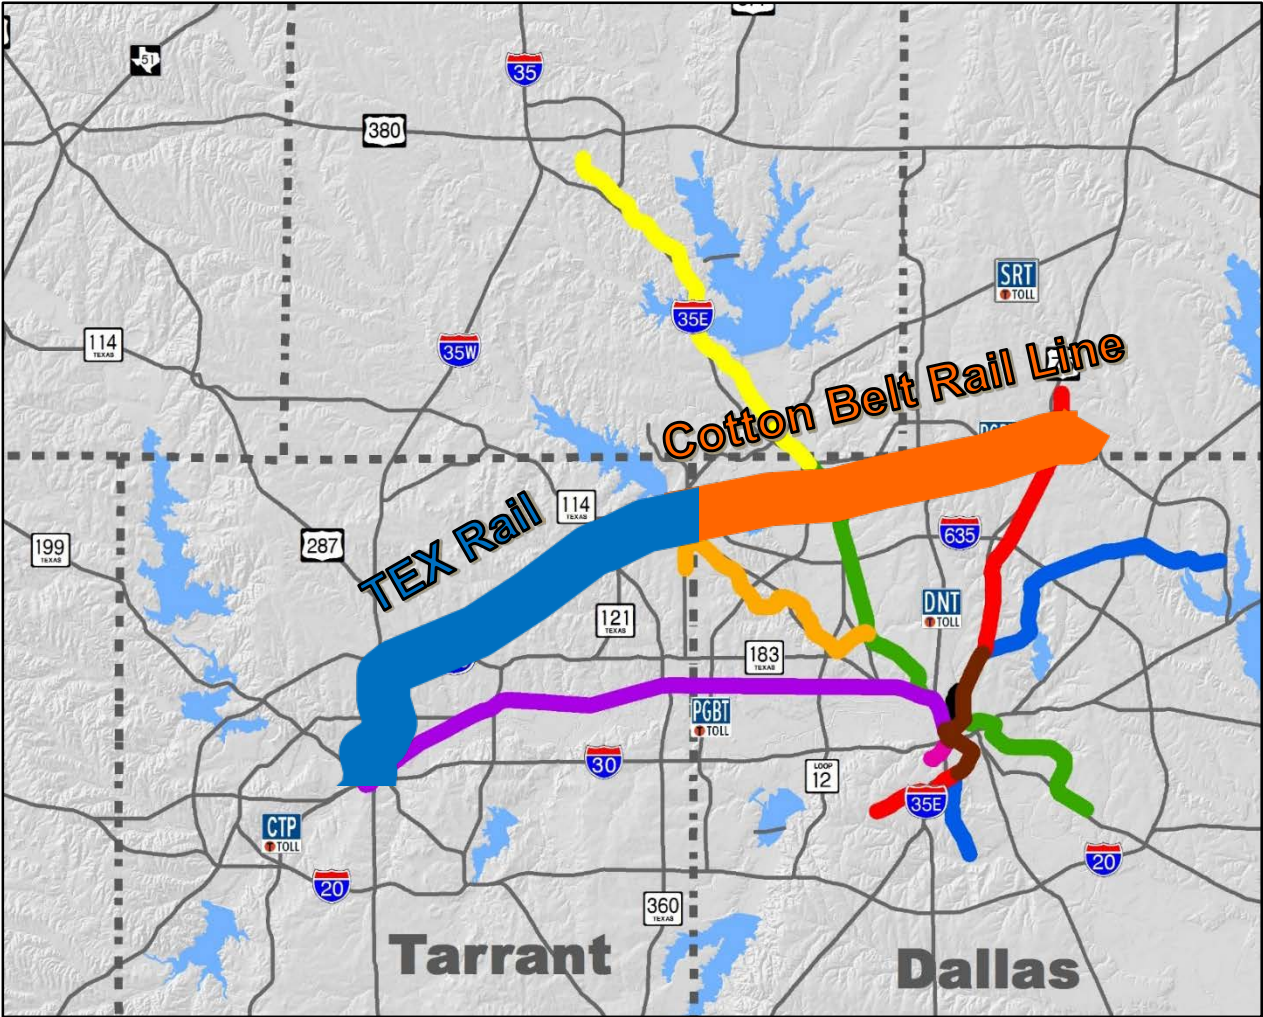 51
35
380
SRT
TOLL
35E
114
TEXAS
35W
Cotton Belt Rail Line
TEX Rail
114
TEXAS
199
TEXAS
287
635
DNT
TOLL
121
TEXAS
183
TEXAS
PGBT
TOLL
30
LOOP
12
35E
CTP
TOLL
20
20
360
TEXAS
Tarrant
Dallas